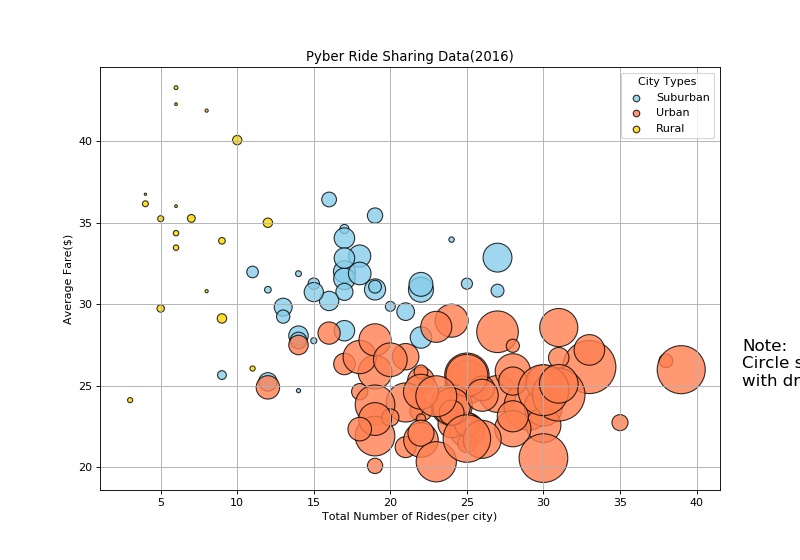 Pyber Ride Sharing Data(2016)
City Types
Suburban
Urban
Rural
Average Fare($)
40
35
30
25
20
5 10 15 20 25 30 35 40
Total Number of Rides(per city)
Note:
Circle s
with dr